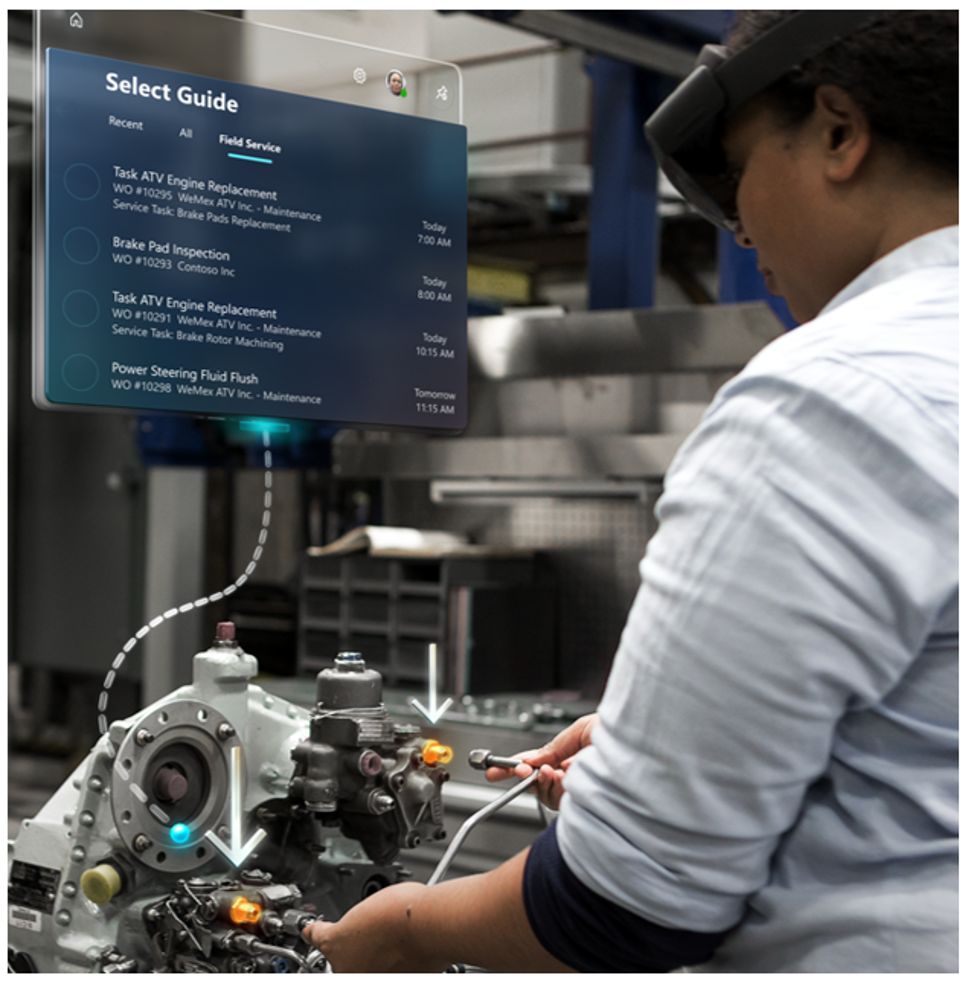 Select Guide
Recent All Field Service
Task ATV Engine Replacement
WO #10295 WeMex ATV Inc. - Maintenance
Service Task: Brake Pads Replacement
Today
7:00 AM
Brake Pad Inspection
WO #10293 Contoso Inc
Today
8:00 AM
Task ATV Engine Replacement
WO #10291 WeMex ATV Inc. - Maintenance
Service Task: Brake Rotor Machining
Today
10:15 AM
Power Steering Fluid Flush
WO #10298 WeMex ATV Inc. - Maintenance
Tomorrow
11:15 AM